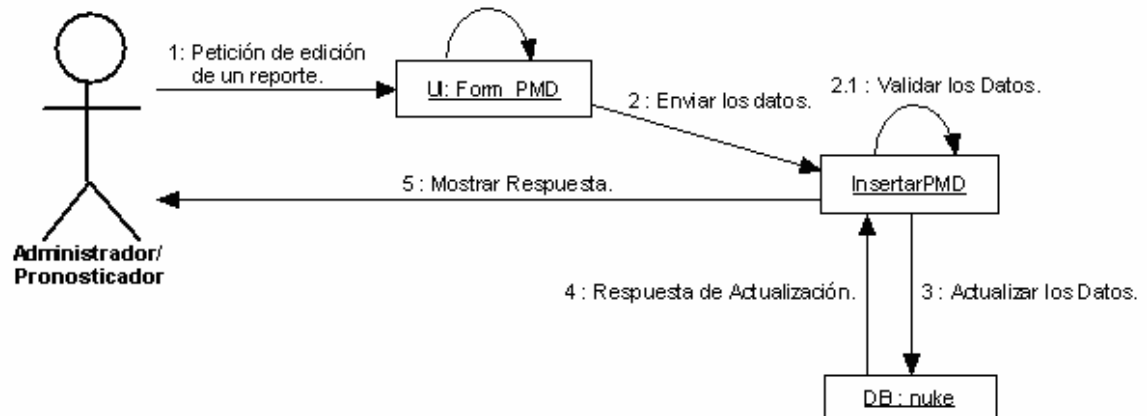 1: Petición de edición
de un reporte.
UI: Form_PMD
2 : Enviar los datos.
2.1 : Validar los Datos.
InsertarPMD
5 : Mostrar Respuesta.
Administrador/
Pronosticador
4 : Respuesta de Actualización.
3 : Actualizar los Datos.
DB : nuke